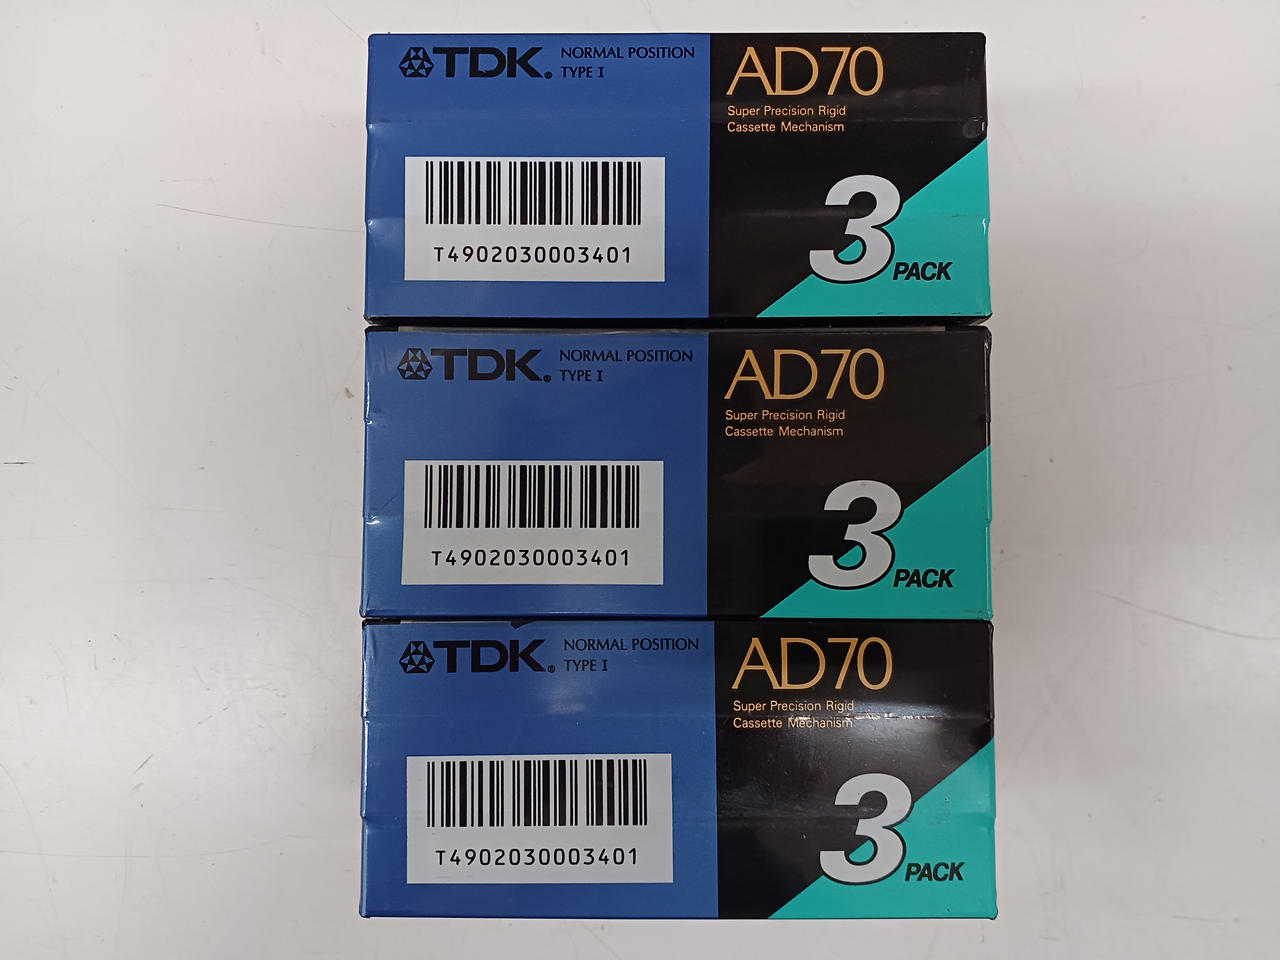 TDK® NORMAL POSITION
TYPE I
AD70
Super Precision Rigid
Cassette Mechanism
T4902030003401
3 PACK
TDK® NORMAL POSITION
TYPE I
AD70
Super Precision Rigid
Cassette Mechanism
T4902030003401
3 PACK
TDK® NORMAL POSITION
TYPE I
AD70
Super Precision Rigid
Cassette Mechanism
T4902030003401
3 PACK